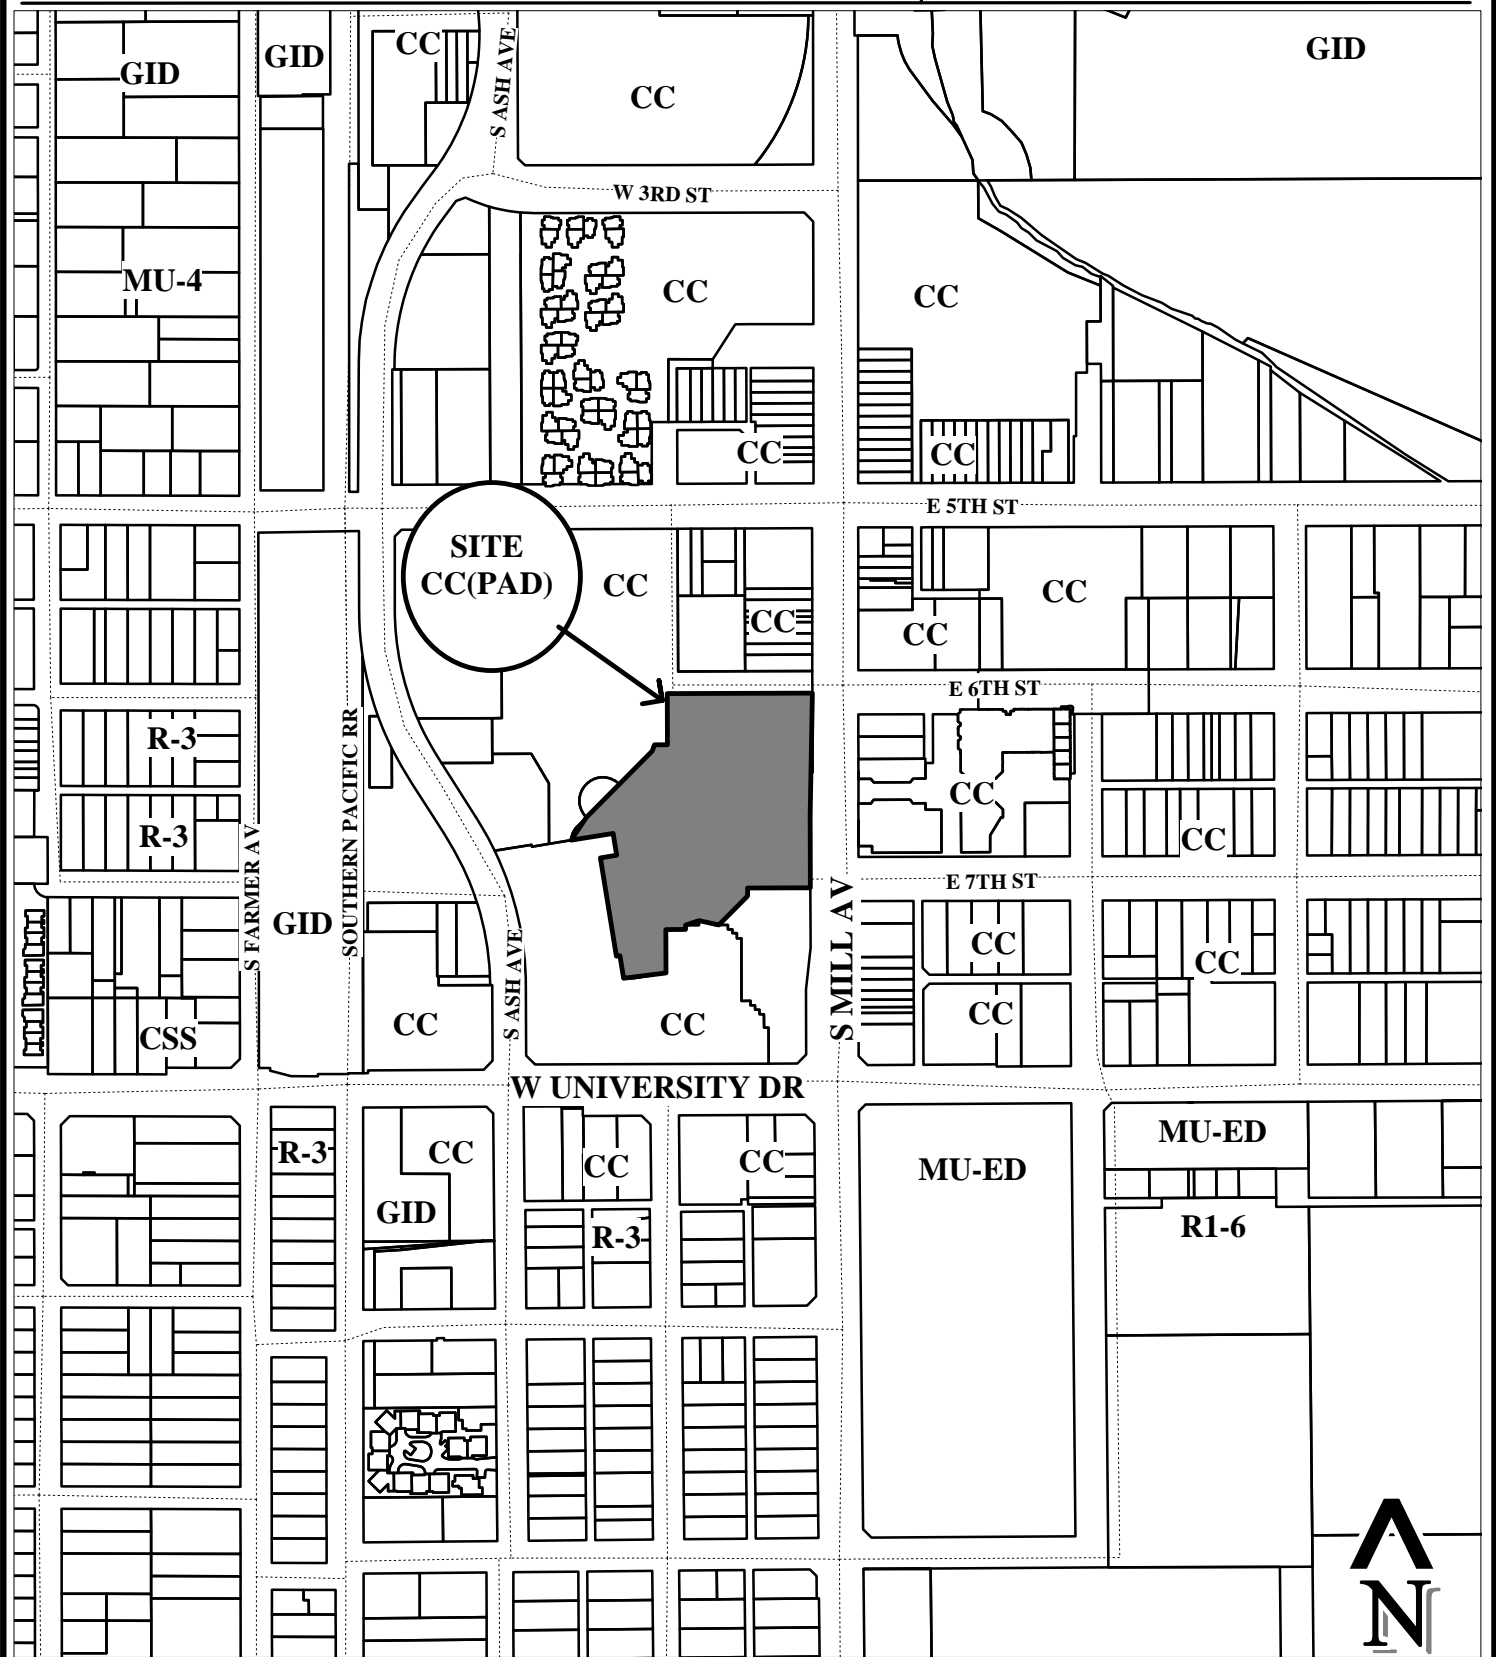 GID
GID
CC
S ASH AVE
CC
GID
W 3RD ST
MU-4
CC
CC
CC
CC
E 5TH ST
SITE
CC(PAD)
CC
CC
CC
CC
E 6TH ST
R-3
SOUTHERN PACIFIC RR
CC
R-3
S FARMER AV
CC
E 7TH ST
GID
S ASH AVE
S MILL AV
CC
CC
CSS
CC
CC
CC
W UNIVERSITY DR
R-3
CC
CC
CC
MU-ED
MU-ED
GID
R-3
R1-6
N